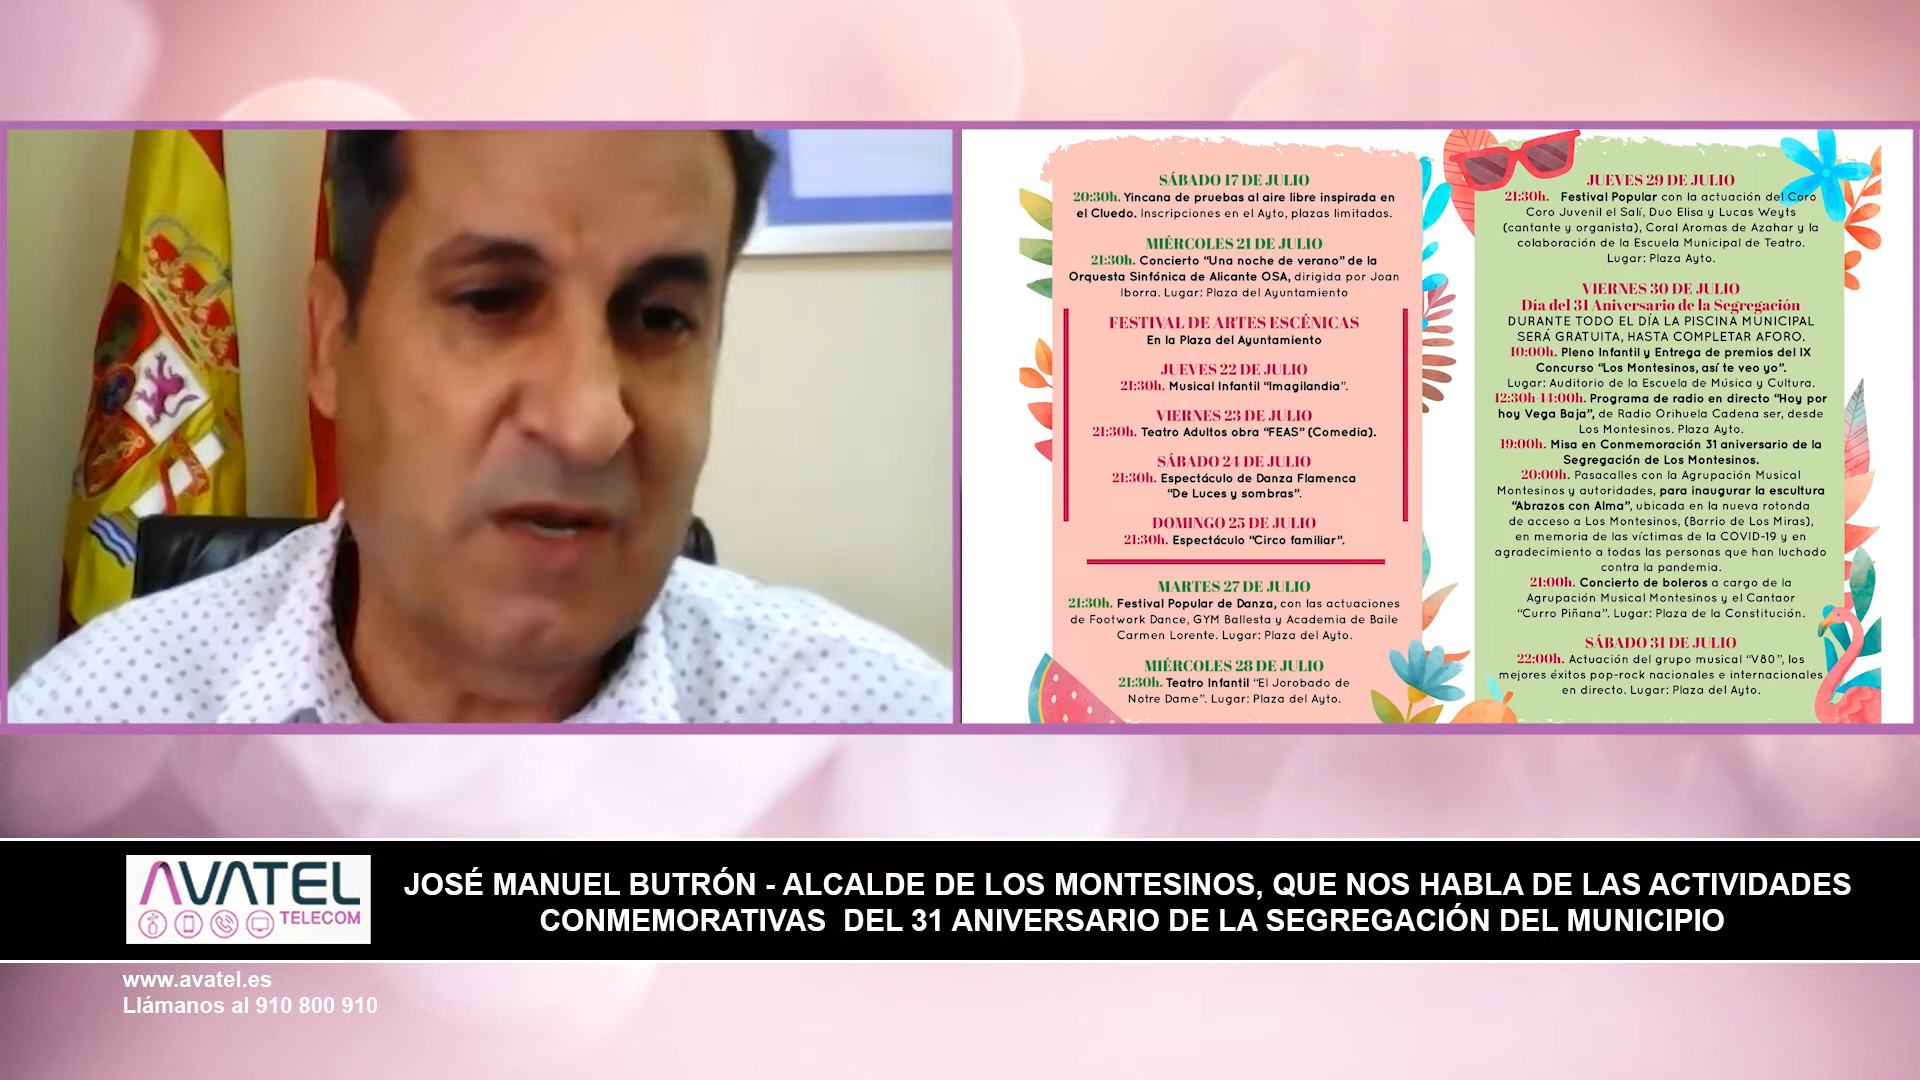 SÁBADO 17 DE JULIO
20:30h. Yincana de pruebas al aire libre inspirada en
el Cluedo. Inscripciones en el Ayto, plazas limitadas.
MIÉRCOLES 21 DE JULIO
21:30h. Concierto “Una noche de verano” de la
Orquesta Sinfónica de Alicante OSA, dirigida por Joan
Iborra. Lugar: Plaza del Ayuntamiento
FESTIVAL DE ARTES ESCÉNICAS
En la Plaza del Ayuntamiento
JUEVES 22 DE JULIO
21:30h. Musical Infantil “Imagilandia”.
VIERNES 23 DE JULIO
21:30h. Teatro Adultos obra “FEAS” (Comedia).
SÁBADO 24 DE JULIO
21:30h. Espectáculo de Danza Flamenca
“De Luces y sombras”.
DOMINGO 25 DE JULIO
21:30h. Espectáculo “Circo familiar”.
MARTES 27 DE JULIO
21:30h. Festival Popular de Danza, con las actuaciones
de Footwork Dance, GYM Ballesta y Academia de Baile
Carmen Lorente. Lugar: Plaza del Ayto.
MIÉRCOLES 28 DE JULIO
21:30h. Teatro Infantil “El Jorobado de
Notre Dame”. Lugar: Plaza del Ayto.
JUEVES 29 DE JULIO
21:30h. Festival Popular con la actuación del Coro
Coro Juvenil el Salí, Duo Elisa y Lucas Weyts
(cantante y organista), Coral Aromas de Azahar y la
colaboración de la Escuela Municipal de Teatro.
Lugar: Plaza Ayto.
VIERNES 30 DE JULIO
Día del 31 Aniversario de la Segregación
DURANTE TODO EL DÍA LA PISCINA MUNICIPAL
SERÁ GRATUITA, HASTA COMPLETAR AFORO.
10:00h. Pleno Infantil y Entrega de premios del IX
Concurso “Los Montesinos, así te veo yo”.
Lugar: Auditorio de la Escuela de Música y Cultura.
12:30h-14:00h. Programa de radio en directo “Hoy por
hoy Vega Baja”, de Radio Orihuela Cadena ser, desde
Los Montesinos. Plaza Ayto.
19:00h. Misa en Conmemoración 31 aniversario de la
Segregación de Los Montesinos.
20:00h. Pasacalles con la Agrupación Musical
Montesinos y autoridades, para inaugurar la escultura
“Abrazos con Alma”, ubicada en la nueva rotonda
de acceso a Los Montesinos, (Barrio de Los Miras),
en memoria de las víctimas de la COVID-19 y en
agradecimiento a todas las personas que han luchado
contra la pandemia.
21:00h. Concierto de boleros a cargo de la
Agrupación Musical Montesinos y el Cantaor
“Curro Piñana”. Lugar: Plaza de la Constitución.
SÁBADO 31 DE JULIO
22:00h. Actuación del grupo musical “V80”, los
mejores éxitos pop-rock nacionales e internacionales
en directo. Lugar: Plaza del Ayto.
AVATEL
TELECOM
JOSÉ MANUEL BUTRÓN - ALCALDE DE LOS MONTESINOS, QUE NOS HABLA DE LAS ACTIVIDADES
CONMEMORATIVAS DEL 31 ANIVERSARIO DE LA SEGREGACIÓN DEL MUNICIPIO
www.avatel.es
Llámanos al 910 800 910